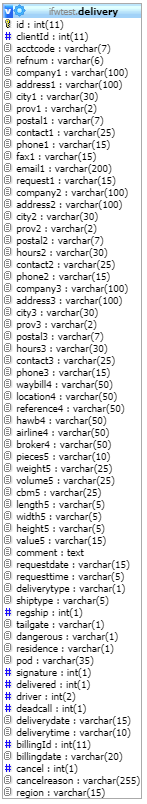 ifwtest.delivery
id : int(11)
clientId : int(11)
acctcode : varchar(7)
refnum : varchar(6)
company1 : varchar(100)
address1 : varchar(100)
city1 : varchar(30)
prov1 : varchar(2)
postal1 : varchar(7)
contact1 : varchar(25)
phone1 : varchar(15)
fax1 : varchar(15)
email1 : varchar(200)
request1 : varchar(15)
company2 : varchar(100)
address2 : varchar(100)
city2 : varchar(30)
prov2 : varchar(2)
postal2 : varchar(7)
hours2 : varchar(30)
contact2 : varchar(25)
phone2 : varchar(15)
company3 : varchar(100)
address3 : varchar(100)
city3 : varchar(30)
prov3 : varchar(2)
postal3 : varchar(7)
hours3 : varchar(30)
contact3 : varchar(25)
phone3 : varchar(15)
waybill4 : varchar(50)
location4 : varchar(50)
reference4 : varchar(50)
hawb4 : varchar(50)
airline4 : varchar(50)
broker4 : varchar(50)
pieces5 : varchar(10)
weight5 : varchar(25)
volume5 : varchar(25)
cbm5 : varchar(25)
length5 : varchar(5)
width5 : varchar(5)
height5 : varchar(5)
value5 : varchar(15)
comment : text
requestdate : varchar(15)
requesttime : varchar(5)
deliverytype : varchar(1)
shiptype : varchar(5)
regship : int(1)
tailgate : varchar(1)
dangerous : varchar(1)
residence : varchar(1)
pod : varchar(35)
signature : int(1)
delivered : int(1)
driver : int(2)
deadcall : int(1)
deliverydate : varchar(15)
deliverytime : varchar(10)
billingId : int(11)
billingdate : varchar(20)
cancel : int(1)
cancelreason : varchar(255)
region : varchar(15)